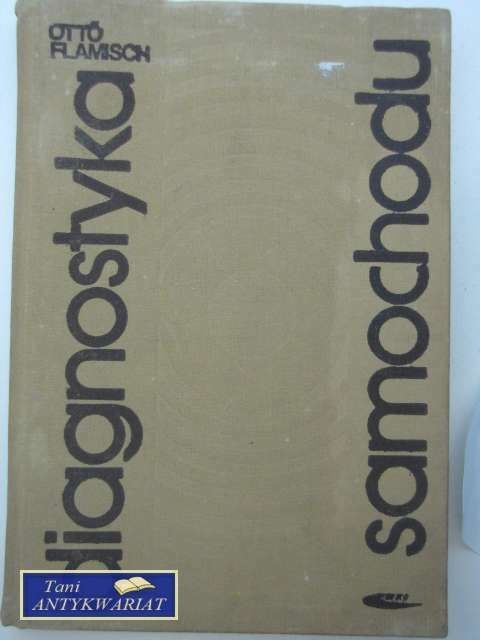 OTTÓ
FLAMISCH
diagnostyka
samochodu
Tani
ANTYKWARIAT